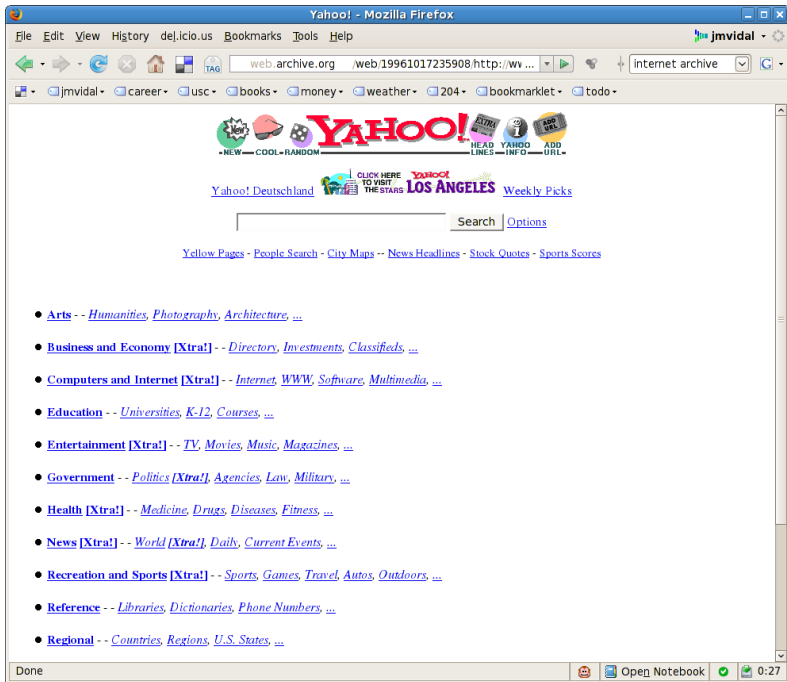 Yahoo! - Mozilla Firefox
File Edit View History del.icio.us Bookmarks Tools Help jmvidal
TAG web.archive.org /web/19961017235908/http://w... internet archive G
jmvidal career usc books money weather 204 bookmarklet todo
New EXTRA! i ADD URL
YAHOO!
NEW COOL RANDOM HEAD LINES YAHOO INFO ADD URL
Yahoo! Deutschland CLICK HERE TO VISIT THE STARS YAHOO! LOS ANGELES Weekly Picks
Search Options
Yellow Pages - People Search - City Maps -- News Headlines - Stock Quotes - Sports Scores
• Arts - - Humanities, Photography, Architecture, ...
• Business and Economy [Xtra!] - - Directory, Investments, Classifieds, ...
• Computers and Internet [Xtra!] - - Internet, WWW, Software, Multimedia, ...
• Education - - Universities, K-12, Courses, ...
• Entertainment [Xtra!] - - TV, Movies, Music, Magazines, ...
• Government - - Politics [Xtra!], Agencies, Law, Military, ...
• Health [Xtra!] - - Medicine, Drugs, Diseases, Fitness, ...
• News [Xtra!] - - World [Xtra!], Daily, Current Events, ...
• Recreation and Sports [Xtra!] - - Sports, Games, Travel, Autos, Outdoors, ...
• Reference - - Libraries, Dictionaries, Phone Numbers, ...
• Regional - - Countries, Regions, U.S. States, ...
Done Open Notebook 0:27